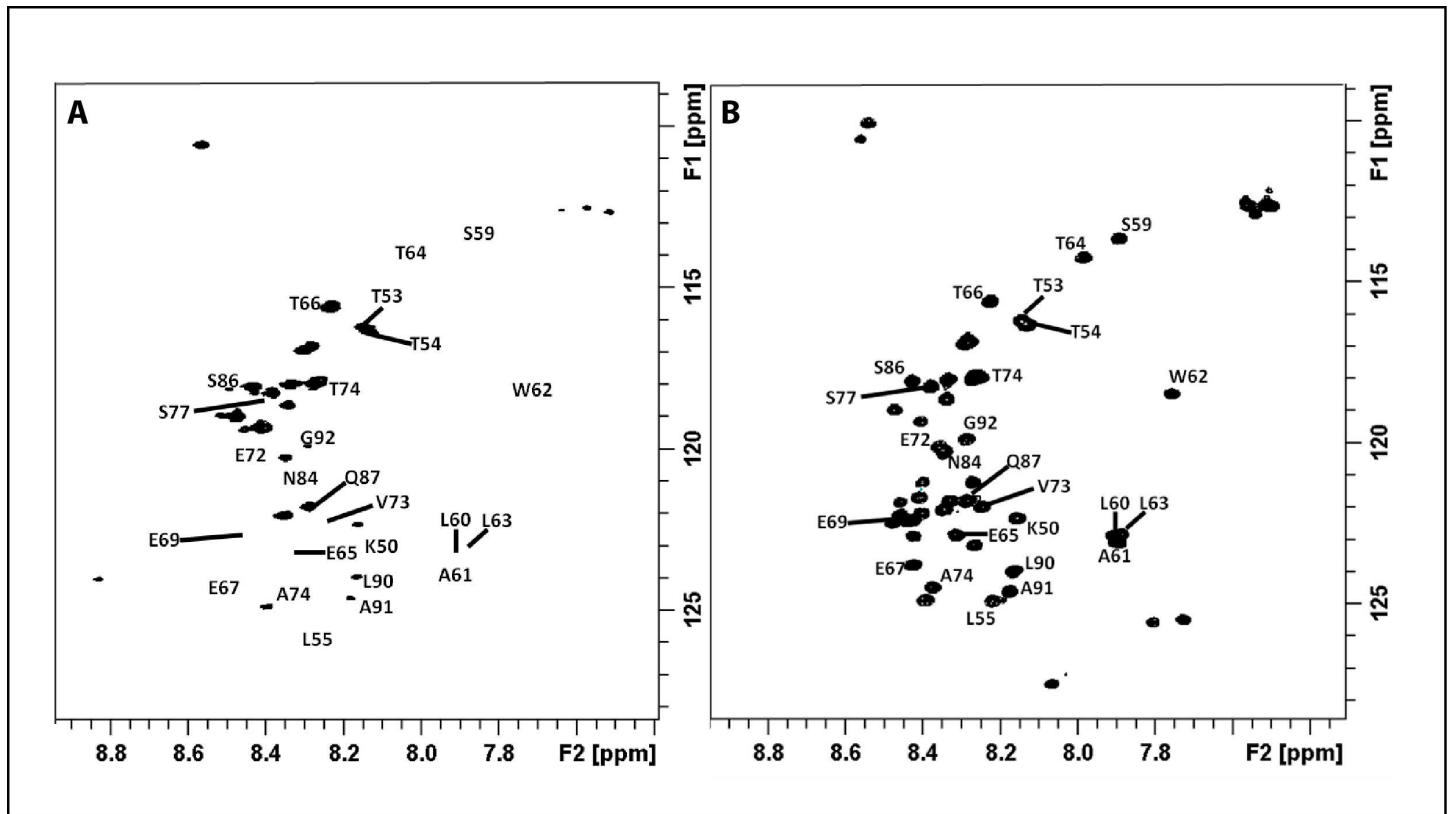 A
S59
T64
T66
T53
T54
S86
T74
W62
S77
G92
E72
N84
Q87
V73
L60
L63
E69
E65
K50
A61
E67
A74
L90
A91
L55
115
120
125
F1 [ppm]
8.8 8.6 8.4 8.2 8.0 7.8 F2 [ppm]
B
S59
T64
T66
T53
T54
S86
T74
W62
S77
G92
E72
N84
Q87
V73
L60
L63
E69
E65
K50
A61
E67
A74
L90
A91
L55
115
120
125
F1 [ppm]
8.8 8.6 8.4 8.2 8.0 7.8 F2 [ppm]